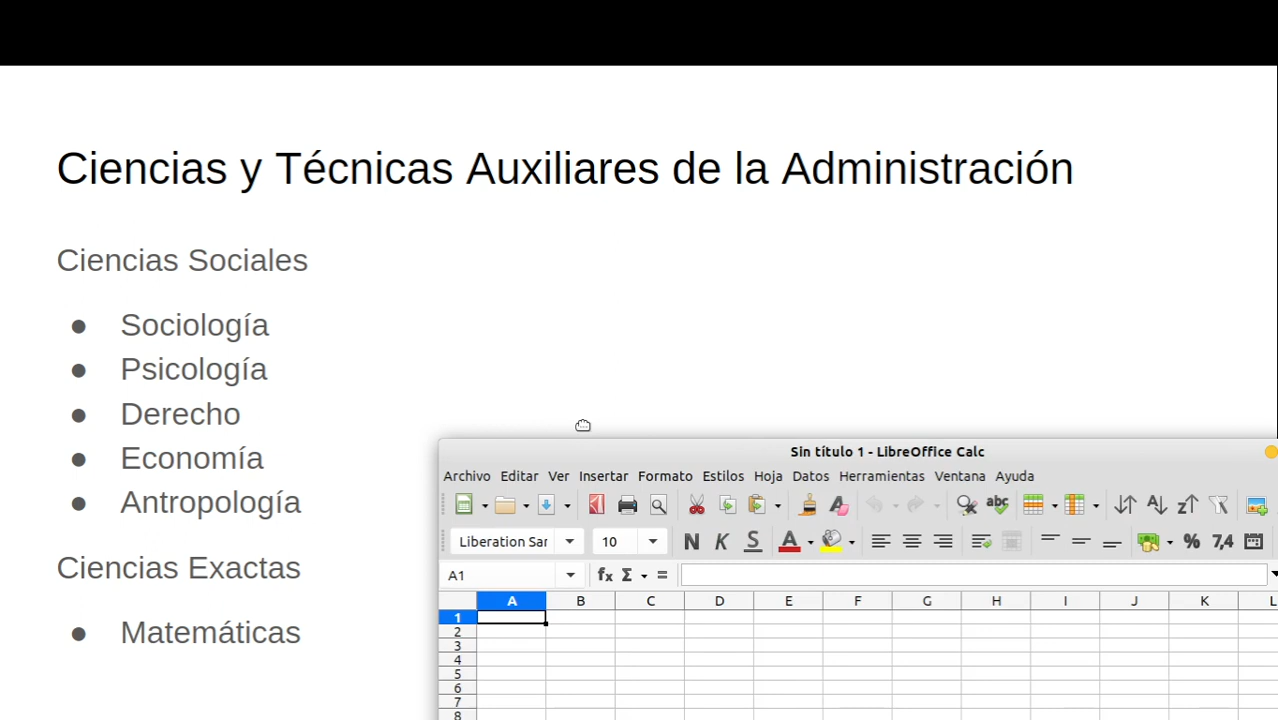 Ciencias y Técnicas Auxiliares de la Administración
Ciencias Sociales
● Sociología
● Psicología
● Derecho
● Economía
● Antropología
Ciencias Exactas
● Matemáticas
Sin título 1 - LibreOffice Calc
Archivo Editar Ver Insertar Formato Estilos Hoja Datos Herramientas Ventana Ayuda
abc
Liberation Sar 10 N K S A % 7,4
A1 fx Σ =
A B C D E F G H I J K L
1
2
3
4
5
6
7
8